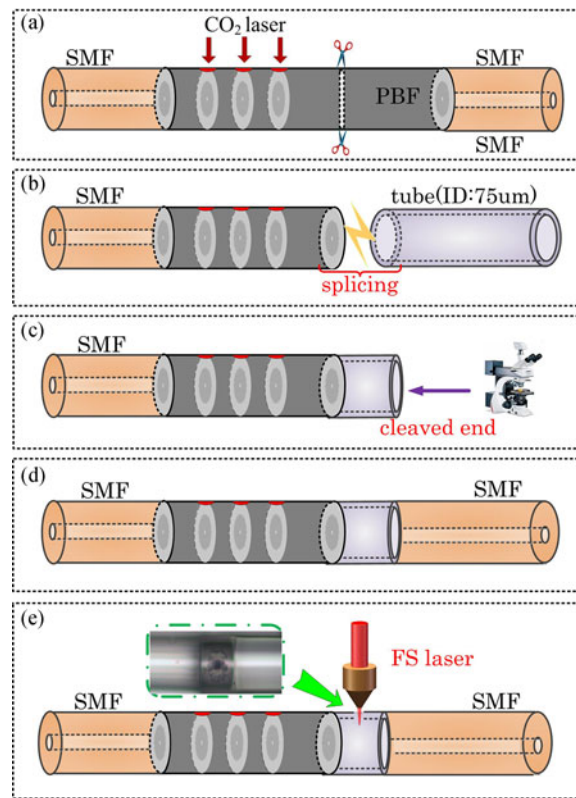 (a)
CO₂ laser
SMF
SMF
PBF
SMF
(b)
SMF
tube(ID:75um)
splicing
(c)
SMF
cleaved end
(d)
SMF
SMF
(e)
FS laser
SMF
SMF